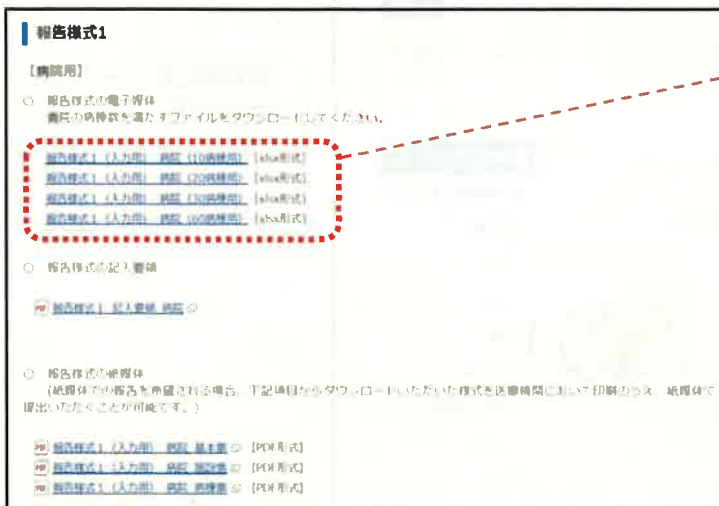 報告様式1
【病院用】
○ 報告様式の電子媒体
貴院の病棟数を満たすファイルをダウンロードしてください。
報告様式1（入力用） 病院（10病棟用） [xlsx形式]
報告様式1（入力用） 病院（20病棟用） [xlsx形式]
報告様式1（入力用） 病院（30病棟用） [xlsx形式]
報告様式1（入力用） 病院（60病棟用） [xlsx形式]
○ 報告様式の記入要領
報告様式1 記入要領 病院
○ 報告様式の紙媒体
（紙媒体での報告を希望される場合、下記項目からダウンロードいただいた様式を医療機関において印刷のうえ、紙媒体で
提出いただくことが可能です。）
報告様式1（入力用） 病院 基本票 [PDF形式]
報告様式1（入力用） 病院 施設票 [PDF形式]
報告様式1（入力用） 病院 病棟票 [PDF形式]